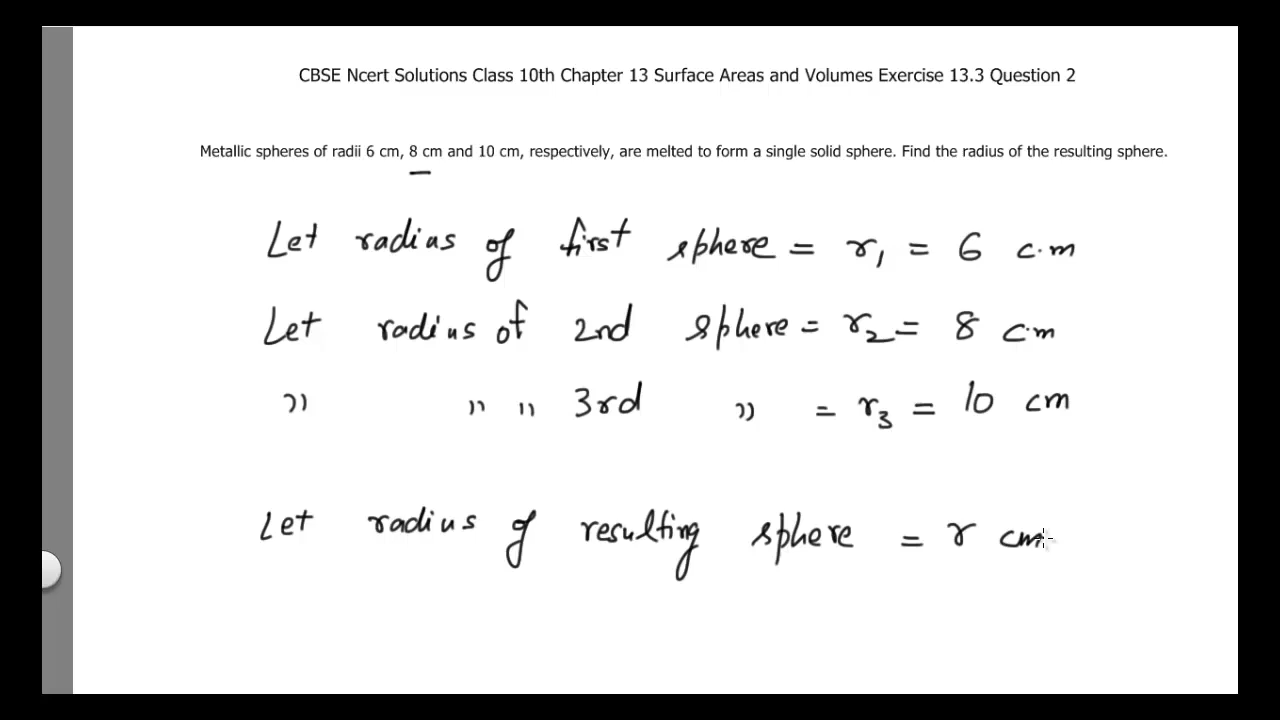 CBSE Ncert Solutions Class 10th Chapter 13 Surface Areas and Volumes Exercise 13.3 Question 2
Metallic spheres of radii 6 cm, 8 cm and 10 cm, respectively, are melted to form a single solid sphere. Find the radius of the resulting sphere.
Let radius of first sphere = r₁ = 6 c.m
Let radius of 2nd sphere = r₂ = 8 cm
" " " 3rd " = r₃ = 10 cm
Let radius of resulting sphere = r cm